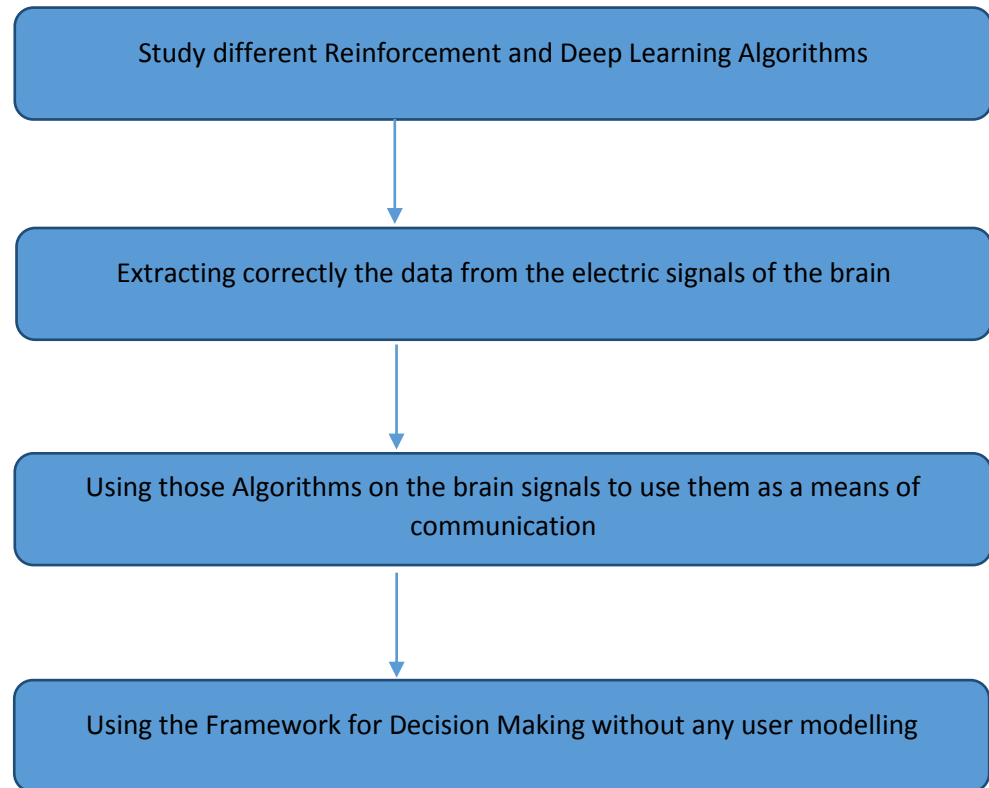 Study different Reinforcement and Deep Learning Algorithms
Extracting correctly the data from the electric signals of the brain
Using those Algorithms on the brain signals to use them as a means of
communication
Using the Framework for Decision Making without any user modelling